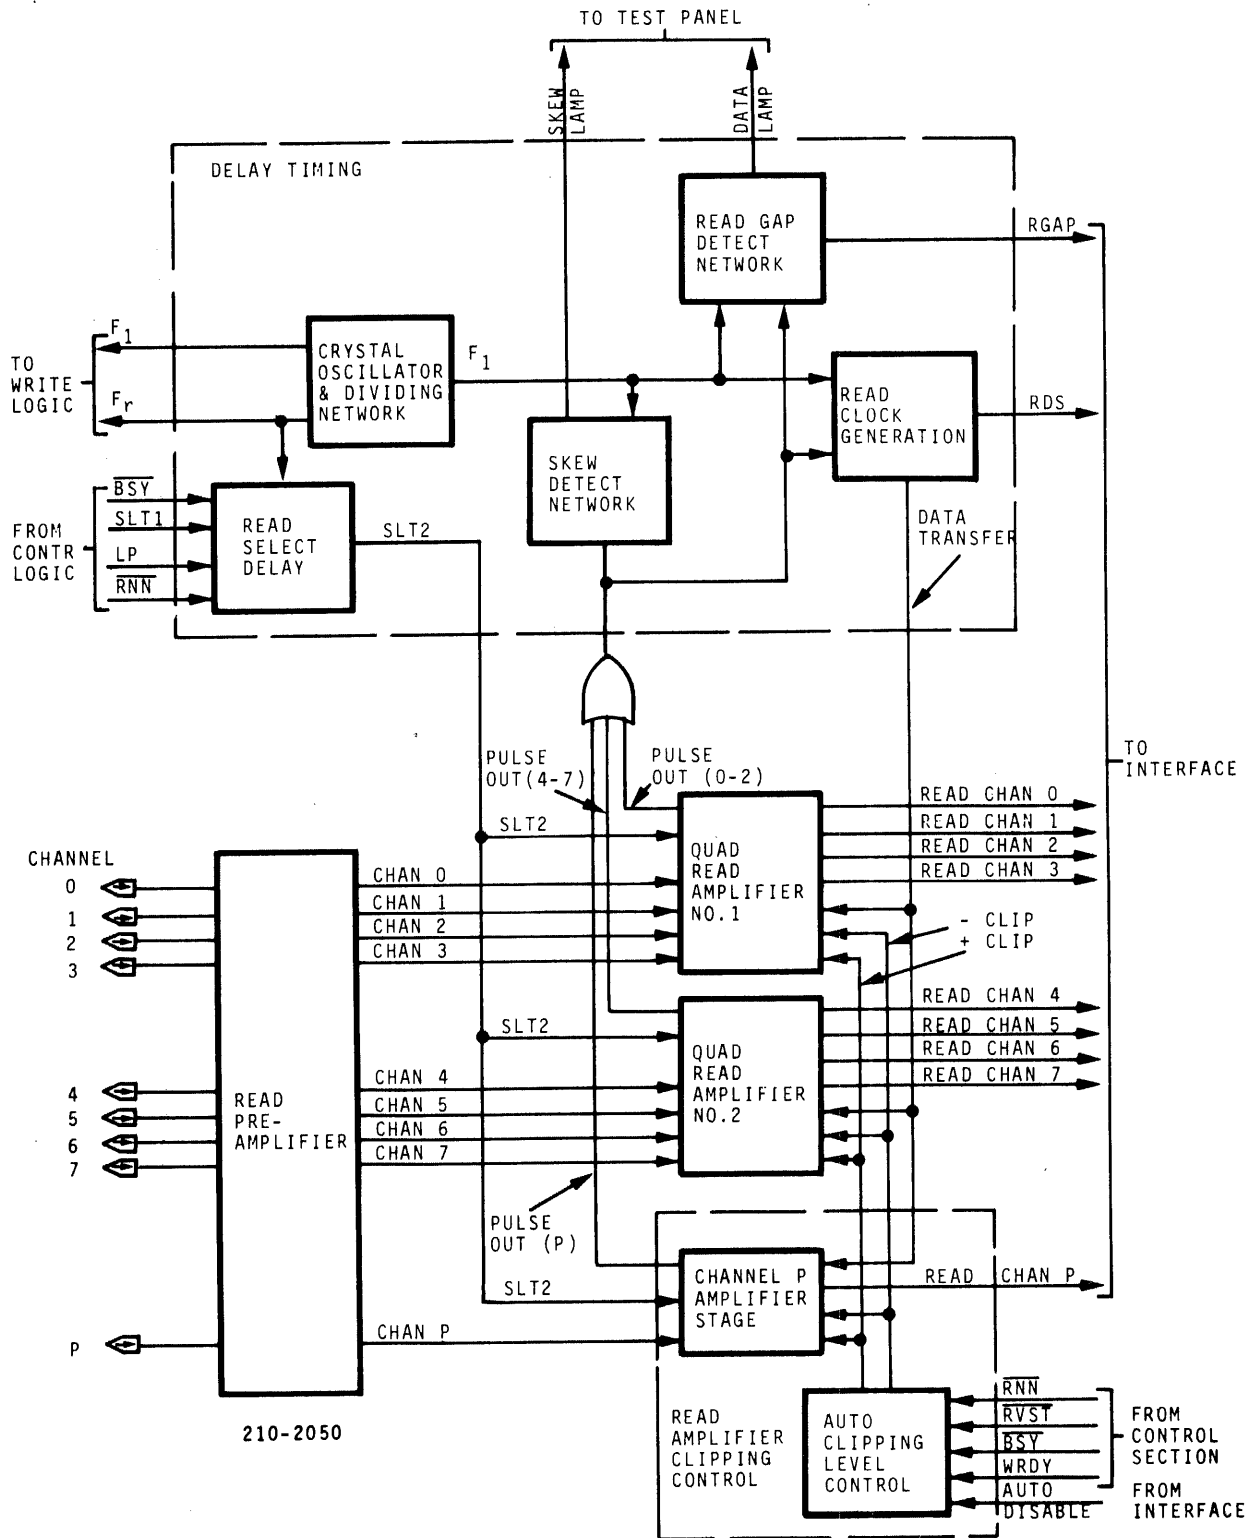 TO TEST PANEL
SKEW
LAMP
DATA
LAMP
DELAY TIMING
READ GAP
DETECT
NETWORK
RGAP
TO
WRITE
LOGIC
F1
Fr
CRYSTAL
OSCILLATOR
& DIVIDING
NETWORK
F1
READ
CLOCK
GENERATION
RDS
SKEW
DETECT
NETWORK
FROM
CONTR
LOGIC
BSY
SLT1
LP
RNN
READ
SELECT
DELAY
SLT2
DATA
TRANSFER
PULSE
OUT(4-7)
PULSE
OUT (0-2)
TO
INTERFACE
SLT2
QUAD
READ
AMPLIFIER
NO.1
READ CHAN 0
READ CHAN 1
READ CHAN 2
READ CHAN 3
CHANNEL
0
1
2
3
CHAN 0
CHAN 1
CHAN 2
CHAN 3
- CLIP
+ CLIP
SLT2
QUAD
READ
AMPLIFIER
NO.2
READ CHAN 4
READ CHAN 5
READ CHAN 6
READ CHAN 7
4
5
6
7
READ
PRE-
AMPLIFIER
CHAN 4
CHAN 5
CHAN 6
CHAN 7
PULSE
OUT (P)
SLT2
CHANNEL P
AMPLIFIER
STAGE
READ CHAN P
P
CHAN P
210-2050
READ
AMPLIFIER
CLIPPING
CONTROL
AUTO
CLIPPING
LEVEL
CONTROL
RNN
RVST
BSY
WRDY
AUTO
DISABLE
FROM
CONTROL
SECTION
FROM
INTERFACE